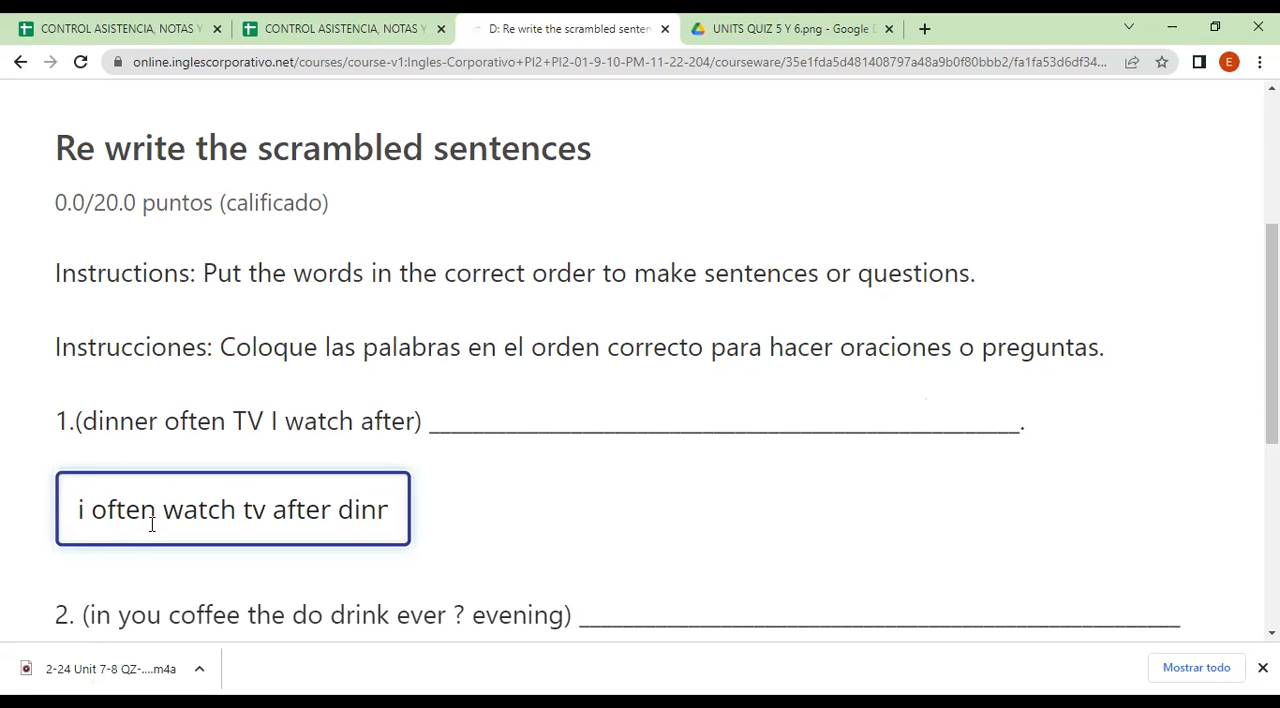 CONTROL ASISTENCIA, NOTAS Y
CONTROL ASISTENCIA, NOTAS Y
D: Re write the scrambled senten
UNITS QUIZ 5 Y 6.png - Google D
online.inglescorporativo.net/courses/course-v1:Ingles-Corporativo+PI2+PI2-01-9-10-PM-11-22-204/courseware/35e1fda5d481408797a48a9b0f80bbb2/fa1fa53d6df34...
E
Re write the scrambled sentences
0.0/20.0 puntos (calificado)
Instructions: Put the words in the correct order to make sentences or questions.
Instrucciones: Coloque las palabras en el orden correcto para hacer oraciones o preguntas.
1.(dinner often TV I watch after) ______________________________________________.
i often watch tv after dinr
2. (in you coffee the do drink ever ? evening) _______________________________________________
2-24 Unit 7-8 QZ-....m4a
Mostrar todo